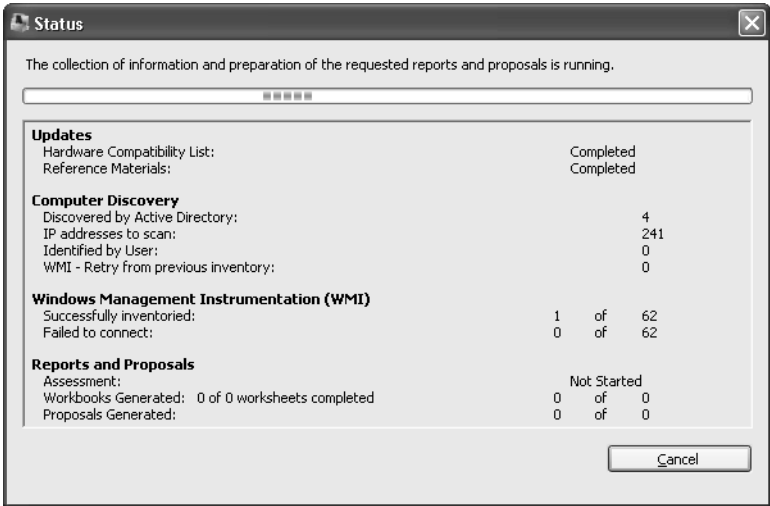 Status
The collection of information and preparation of the requested reports and proposals is running.
Updates
Hardware Compatibility List: Completed
Reference Materials: Completed
Computer Discovery
Discovered by Active Directory: 4
IP addresses to scan: 241
Identified by User: 0
WMI - Retry from previous inventory: 0
Windows Management Instrumentation (WMI)
Successfully inventoried: 1 of 62
Failed to connect: 0 of 62
Reports and Proposals
Assessment: Not Started
Workbooks Generated: 0 of 0 worksheets completed 0 of 0
Proposals Generated: 0 of 0
Cancel